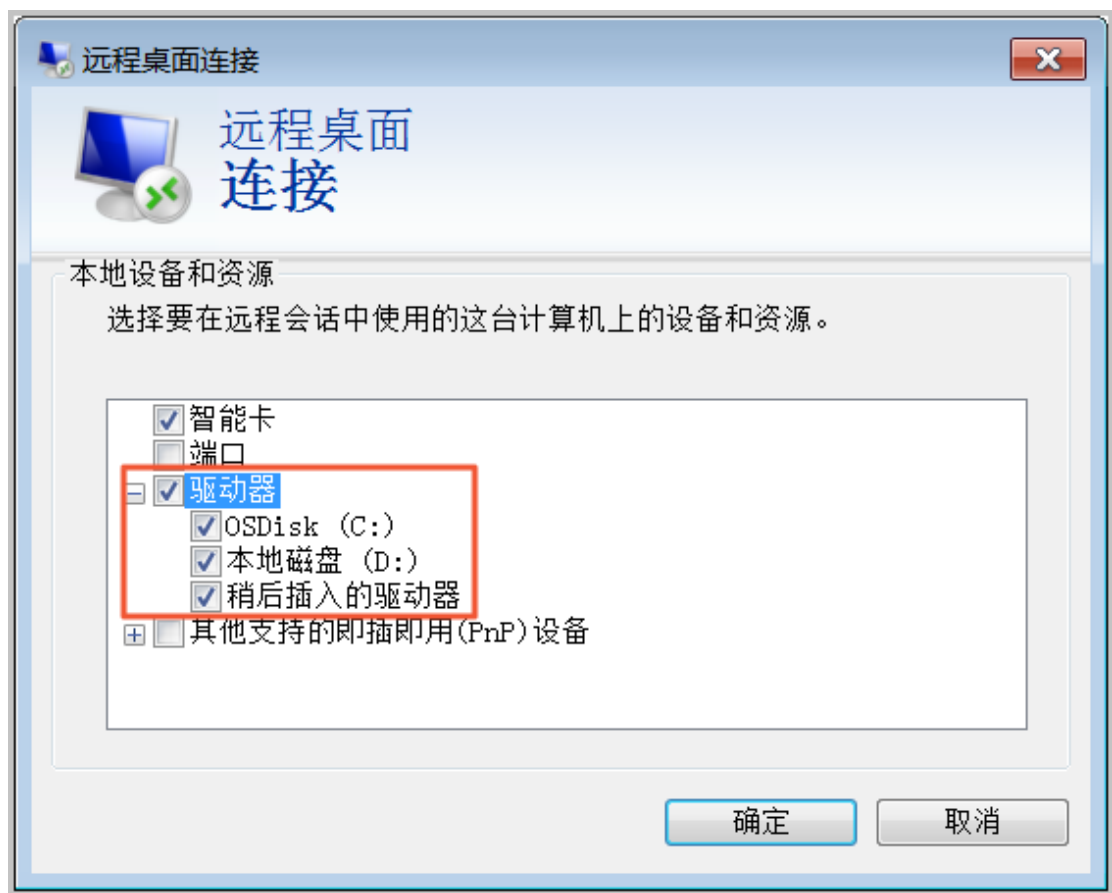 远程桌面连接
远程桌面
连接
本地设备和资源
选择要在远程会话中使用的这台计算机上的设备和资源。
智能卡
端口
驱动器
OSDisk (C:)
本地磁盘 (D:)
稍后插入的驱动器
其他支持的即插即用(PnP)设备
确定
取消